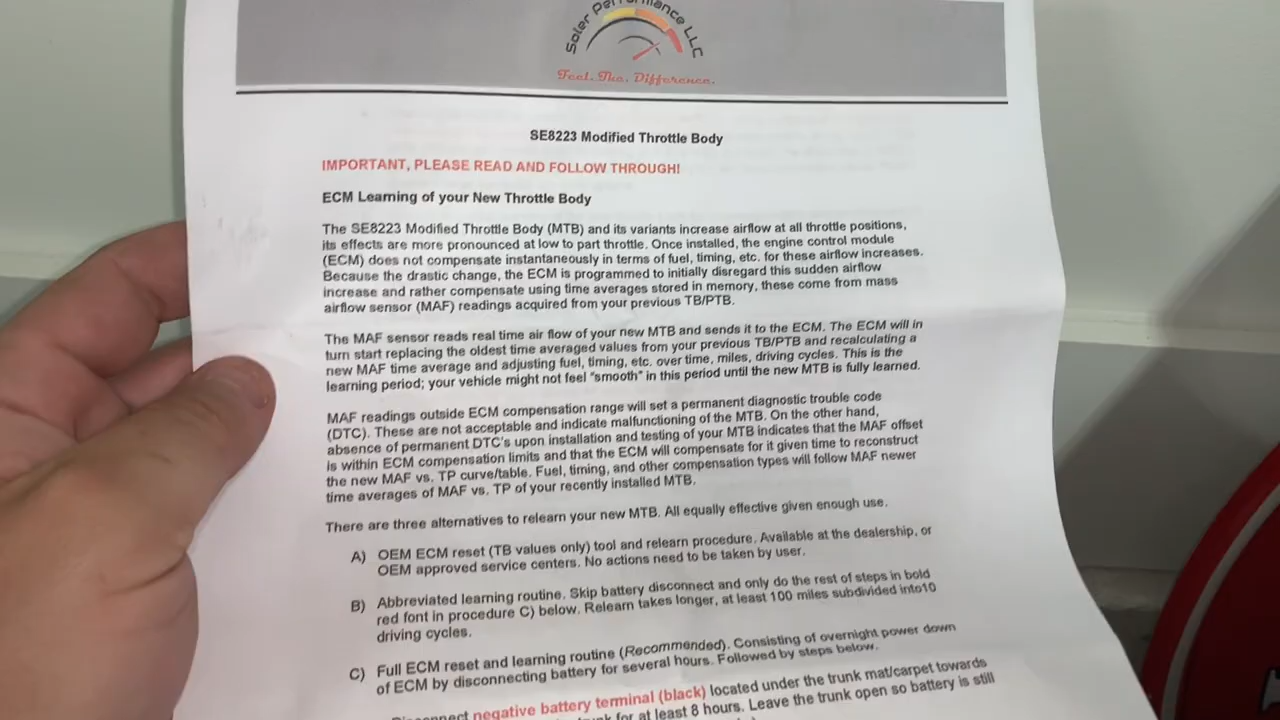 Soler Performance LLC
Feel. The. Difference.
SE8223 Modified Throttle Body
IMPORTANT, PLEASE READ AND FOLLOW THROUGH!
ECM Learning of your New Throttle Body
The SE8223 Modified Throttle Body (MTB) and its variants increase airflow at all throttle positions,
its effects are more pronounced at low to part throttle. Once installed, the engine control module
(ECM) does not compensate instantaneously in terms of fuel, timing, etc. for these airflow increases.
Because the drastic change, the ECM is programmed to initially disregard this sudden airflow
increase and rather compensate using time averages stored in memory, these come from mass
airflow sensor (MAF) readings acquired from your previous TB/PTB.
The MAF sensor reads real time air flow of your new MTB and sends it to the ECM. The ECM will in
turn start replacing the oldest time averaged values from your previous TB/PTB and recalculating a
new MAF time average and adjusting fuel, timing, etc. over time, miles, driving cycles. This is the
learning period; your vehicle might not feel "smooth" in this period until the new MTB is fully learned.
MAF readings outside ECM compensation range will set a permanent diagnostic trouble code
(DTC). These are not acceptable and indicate malfunctioning of the MTB. On the other hand,
absence of permanent DTC's upon installation and testing of your MTB indicates that the MAF offset
is within ECM compensation limits and that the ECM will compensate for it given time to reconstruct
the new MAF vs. TP curve/table. Fuel, timing, and other compensation types will follow MAF newer
time averages of MAF vs. TP of your recently installed MTB.
There are three alternatives to relearn your new MTB. All equally effective given enough use.
A) OEM ECM reset (TB values only) tool and relearn procedure. Available at the dealership, or
OEM approved service centers. No actions need to be taken by user.
B) Abbreviated learning routine. Skip battery disconnect and only do the rest of steps in bold
red font in procedure C) below. Relearn takes longer, at least 100 miles subdivided into10
driving cycles.
C) Full ECM reset and learning routine (Recommended). Consisting of overnight power down
of ECM by disconnecting battery for several hours. Followed by steps below.
negative battery terminal (black) located under the trunk mat/carpet towards
for at least 8 hours. Leave the trunk open so battery is still